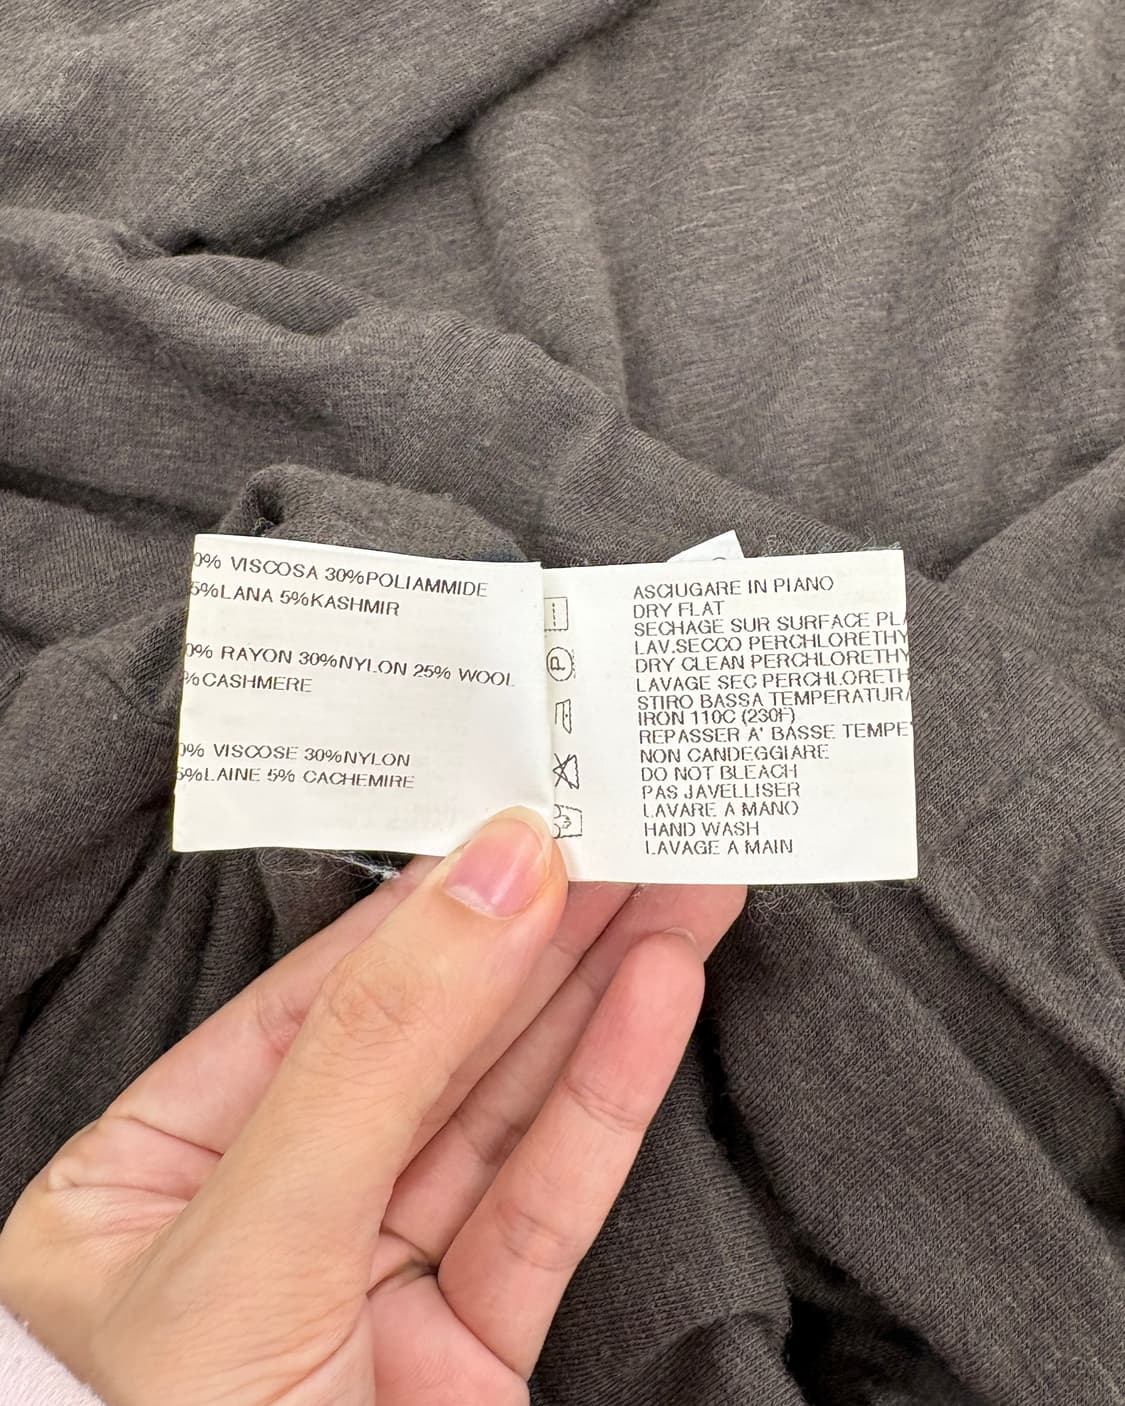 0% VISCOSA 30%POLIAMMIDE
5%LANA 5%KASHMIR
0% RAYON 30%NYLON 25% WOOL
%CASHMERE
0% VISCOSE 30%NYLON
5%LAINE 5% CACHEMIRE
P
ASCIUGARE IN PIANO
DRY FLAT
SECHAGE SUR SURFACE PLA
LAV.SECCO PERCHLORETHY
DRY CLEAN PERCHLORETHY
LAVAGE SEC PERCHLORETH
STIRO BASSA TEMPERATURA
IRON 110C (230F)
REPASSER A' BASSE TEMPE
NON CANDEGGIARE
DO NOT BLEACH
PAS JAVELLISER
LAVARE A MANO
HAND WASH
LAVAGE A MAIN